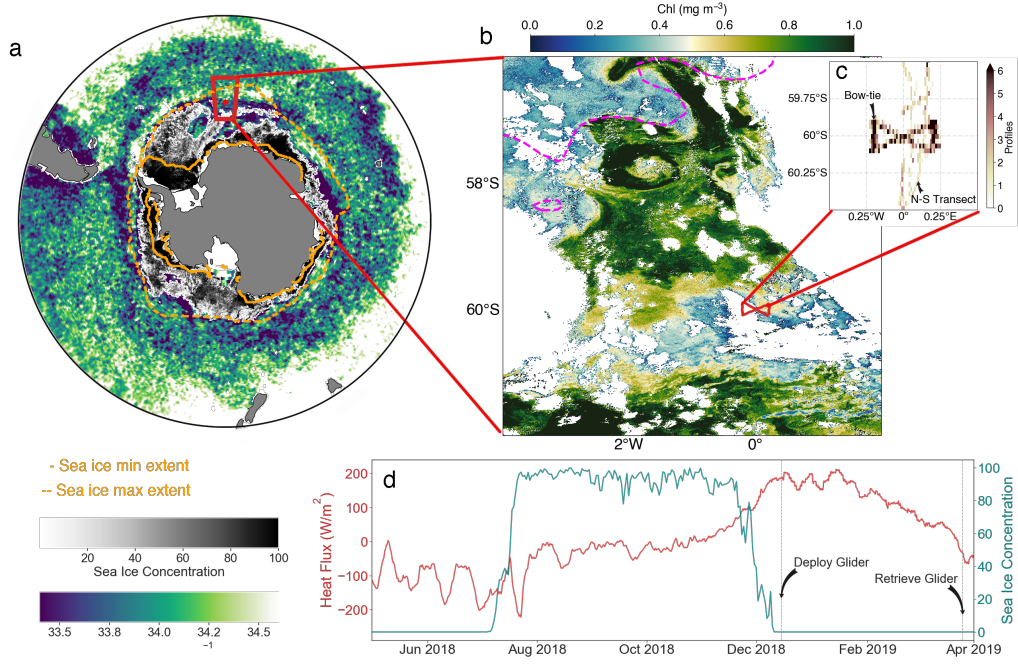 a
b
Chl (mg m⁻³)
0.0 0.2 0.4 0.6 0.8 1.0
58°S
60°S
2°W 0°
c
Bow-tie
N-S Transect
59.75°S
60°S
60.25°S
0.25°W 0° 0.25°E
6
5
4
3
2
1
0
Profiles
- Sea ice min extent
-- Sea ice max extent
20 40 60 80 100
Sea Ice Concentration
33.5 33.8 34.0 34.2 34.5
−1
d
Heat Flux (W/m²)
200
100
0
−100
−200
Deploy Glider
Retrieve Glider
100
80
60
40
20
0
Sea Ice Concentration
Jun 2018 Aug 2018 Oct 2018 Dec 2018 Feb 2019 Apr 2019